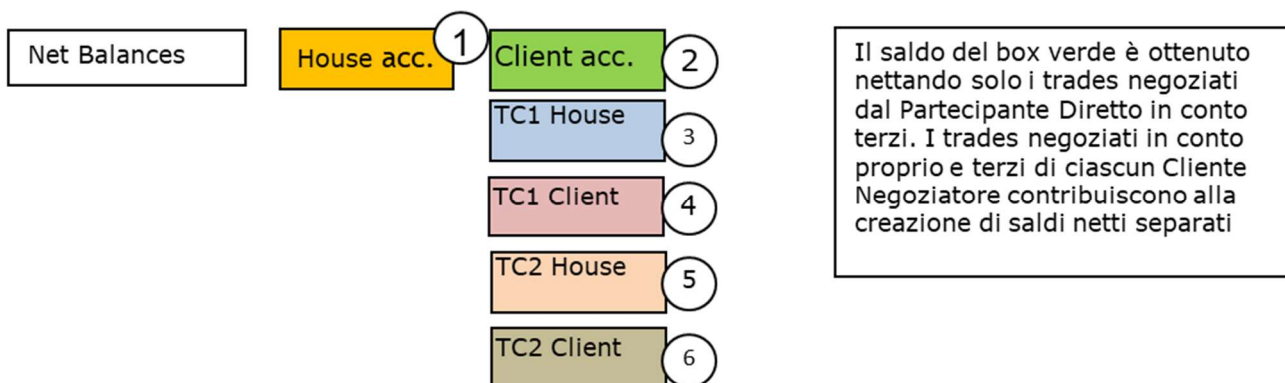 Net Balances
House acc.
1
Client acc.
2
TC1 House
3
TC1 Client
4
TC2 House
5
TC2 Client
6
Il saldo del box verde è ottenuto
nettando solo i trades negoziati
dal Partecipante Diretto in conto
terzi. I trades negoziati in conto
proprio e terzi di ciascun Cliente
Negoziatore contribuiscono alla
creazione di saldi netti separati